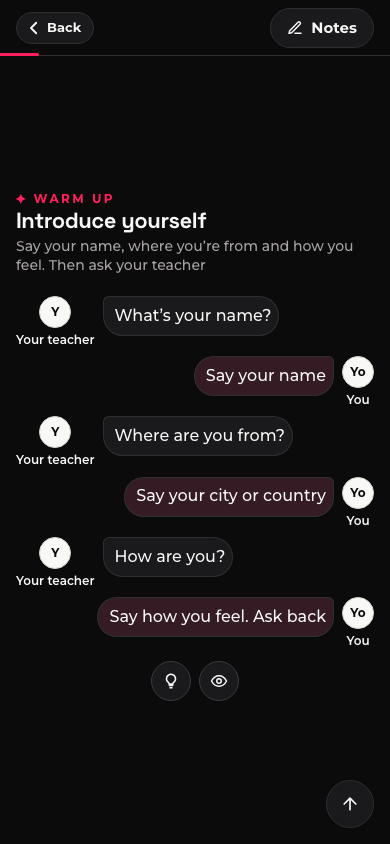 Back
Notes
WARM UP
Introduce yourself
Say your name, where you're from and how you
feel. Then ask your teacher
Y
What's your name?
Your teacher
Say your name
Yo
You
Y
Where are you from?
Your teacher
Say your city or country
Yo
You
Y
How are you?
Your teacher
Say how you feel. Ask back
Yo
You